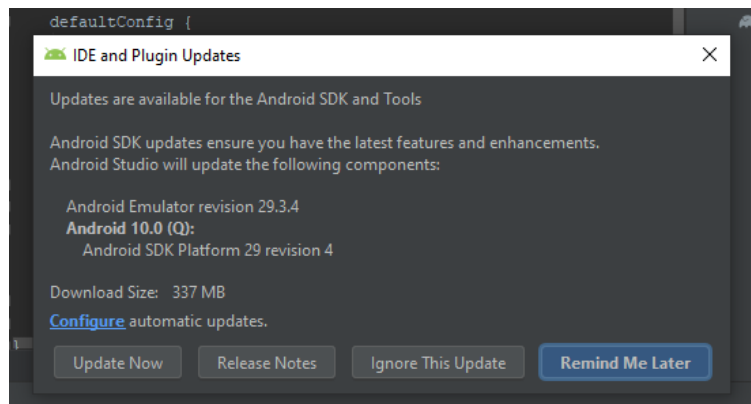 defaultConfig {
IDE and Plugin Updates
Updates are available for the Android SDK and Tools
Android SDK updates ensure you have the latest features and enhancements.
Android Studio will update the following components:
Android Emulator revision 29.3.4
Android 10.0 (Q):
Android SDK Platform 29 revision 4
Download Size: 337 MB
Configure automatic updates.
Update Now
Release Notes
Ignore This Update
Remind Me Later